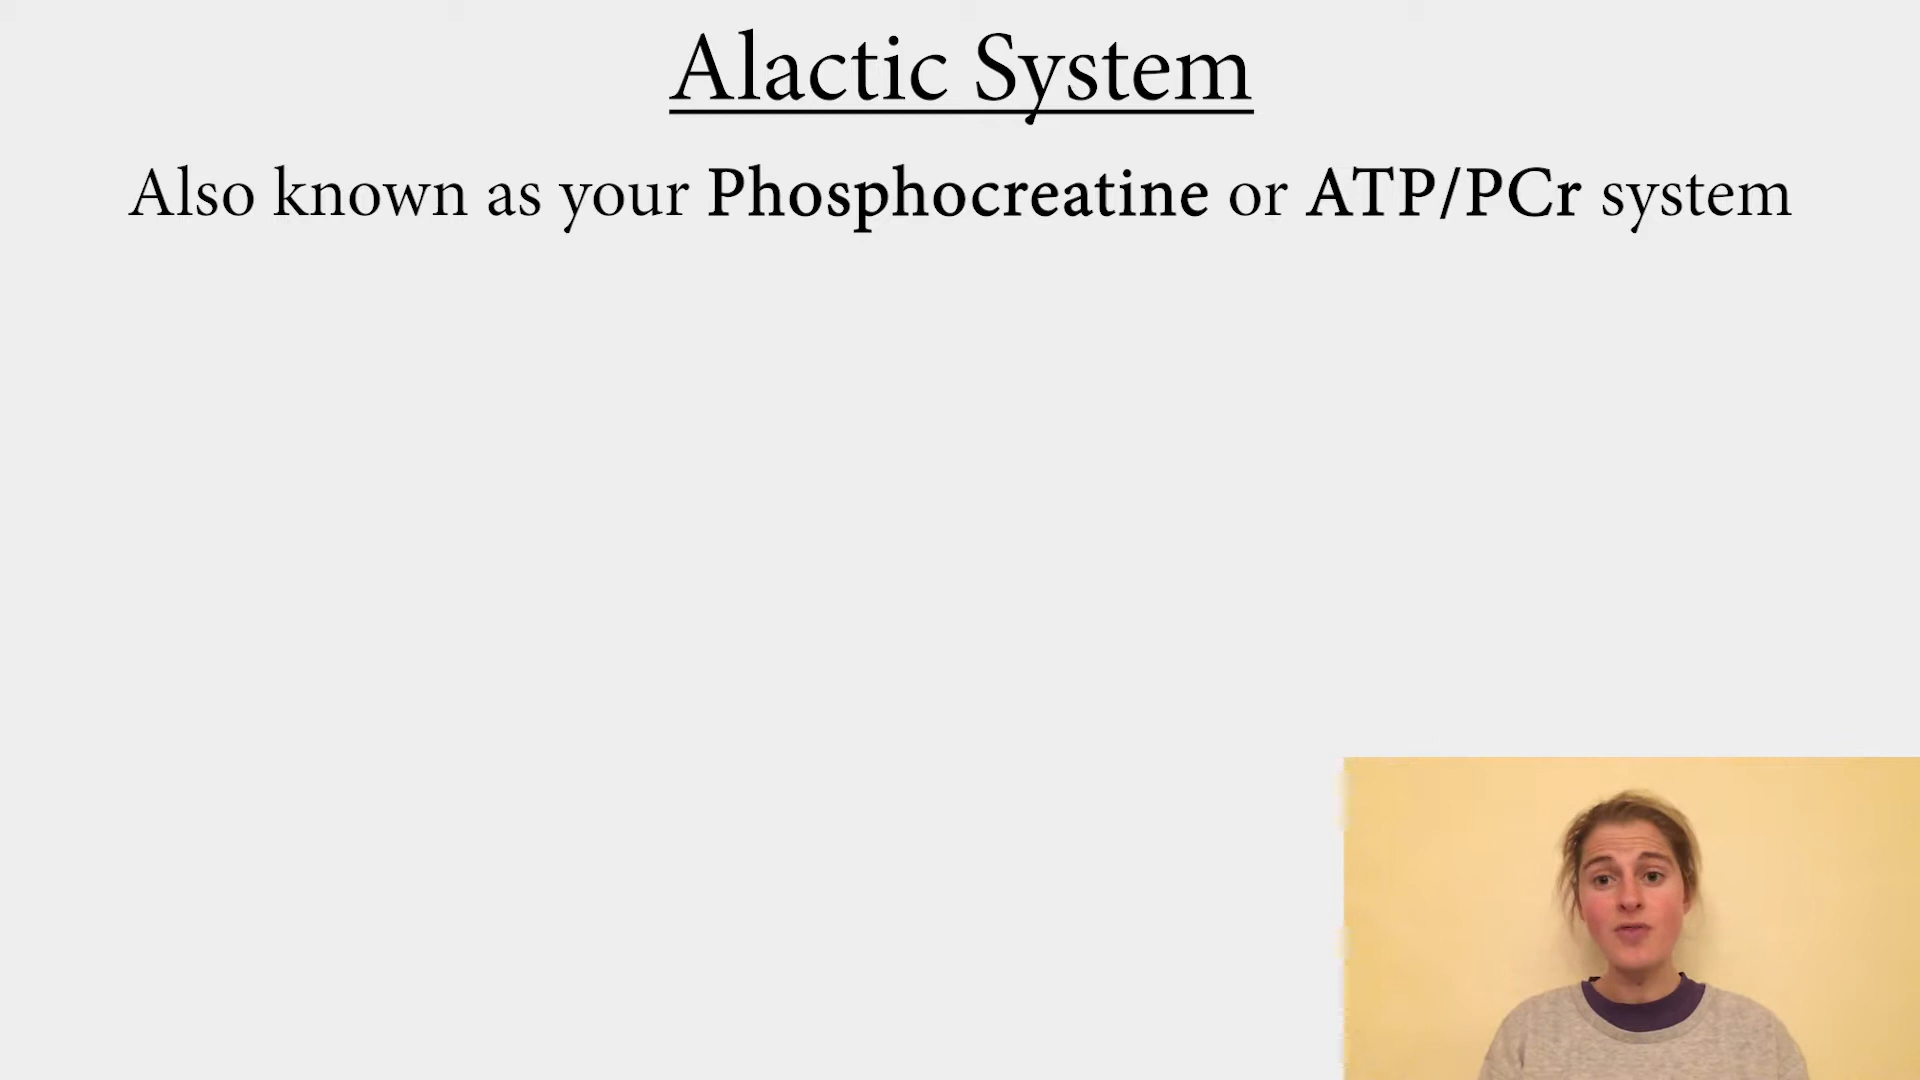 Alactic System
Also known as your Phosphocreatine or ATP/PCr system